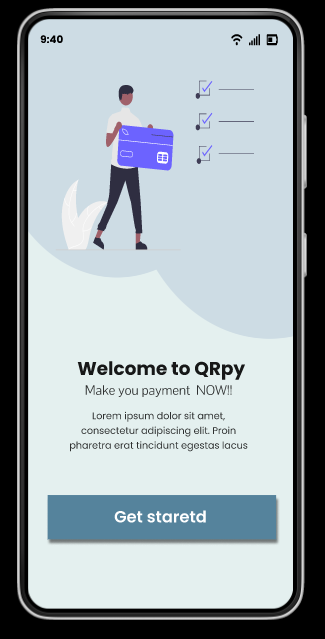 9:40
Welcome to QRpy
Make you payment NOW!!
Lorem ipsum dolor sit amet,
consectetur adipiscing elit. Proin
pharetra erat tincidunt egestas lacus
Get staretd